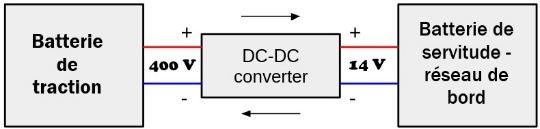 Batterie
de
traction
+
400 V
-
DC-DC
converter
+
14 V
-
Batterie de
servitude -
réseau de
bord